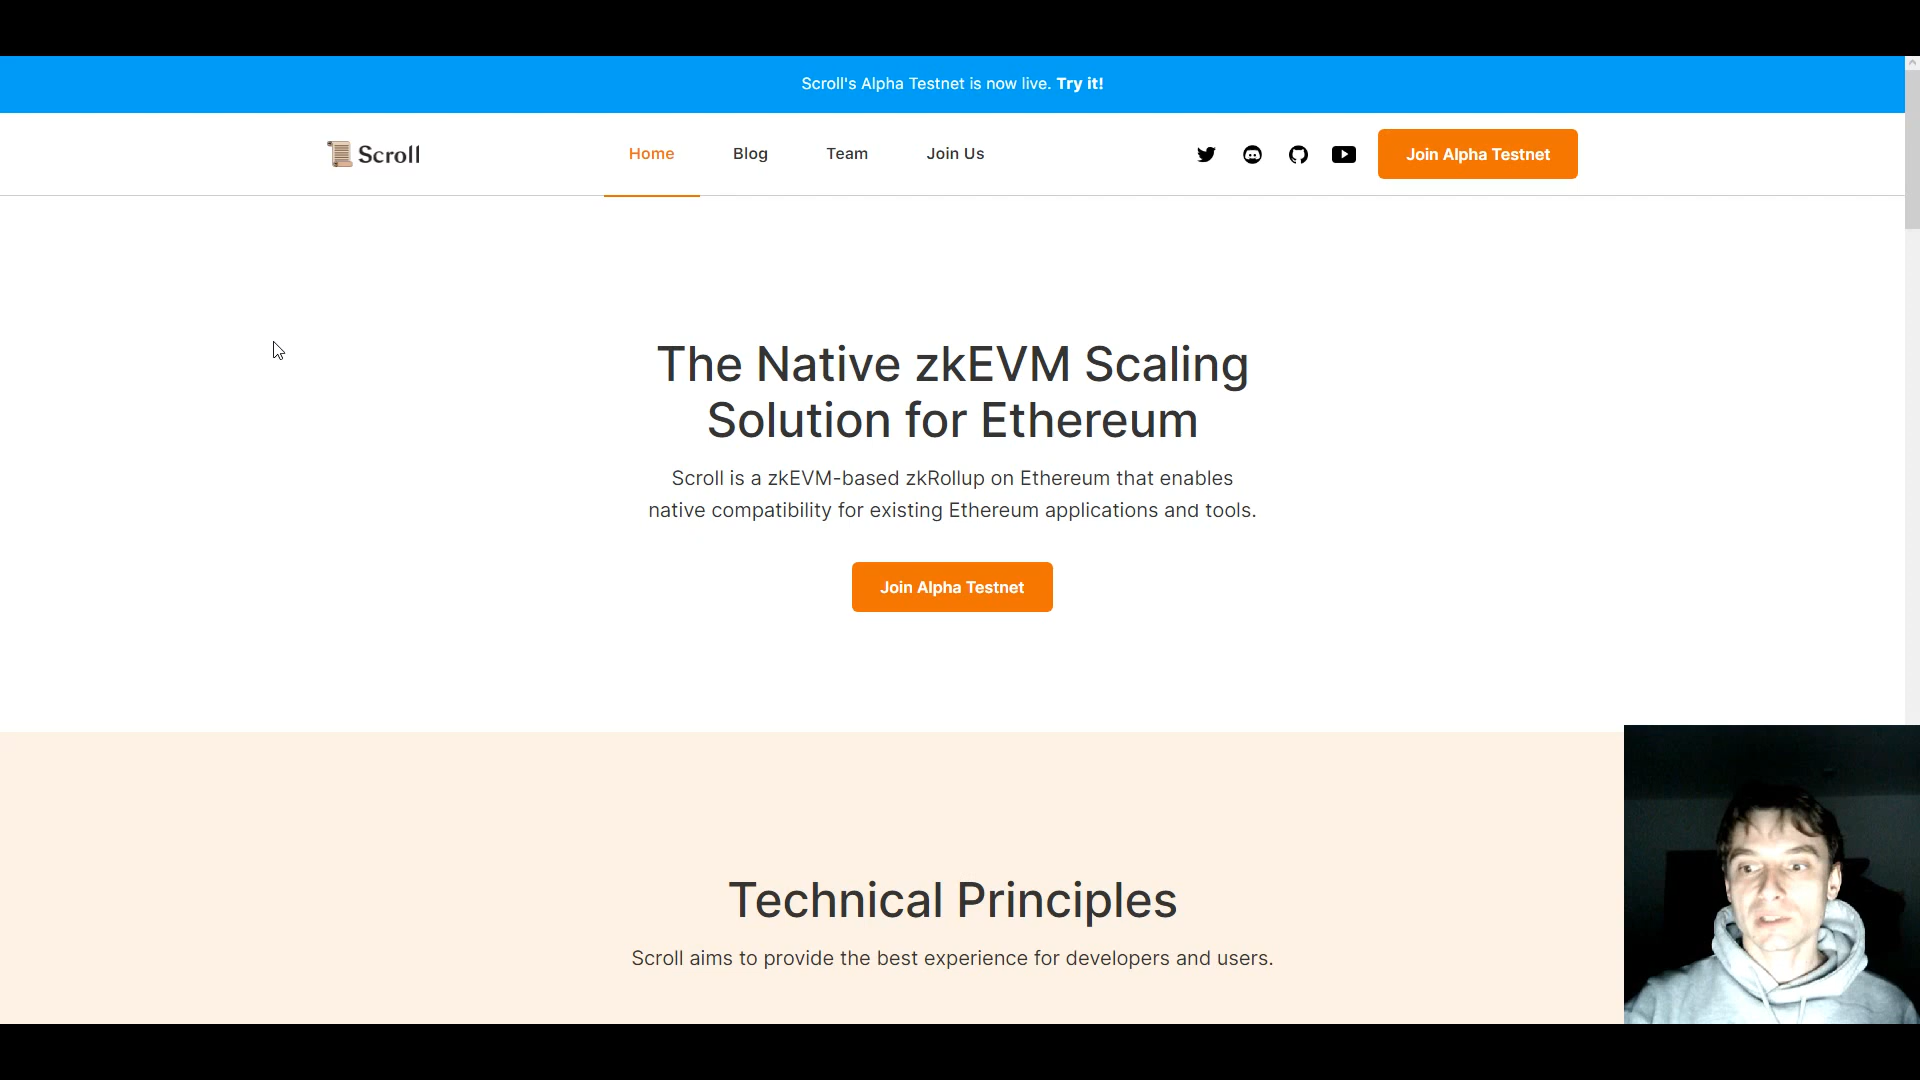 Scroll's Alpha Testnet is now live. Try it!
Scroll
Home
Blog
Team
Join Us
Join Alpha Testnet
The Native zkEVM Scaling
Solution for Ethereum
Scroll is a zkEVM-based zkRollup on Ethereum that enables
native compatibility for existing Ethereum applications and tools.
Join Alpha Testnet
Technical Principles
Scroll aims to provide the best experience for developers and users.